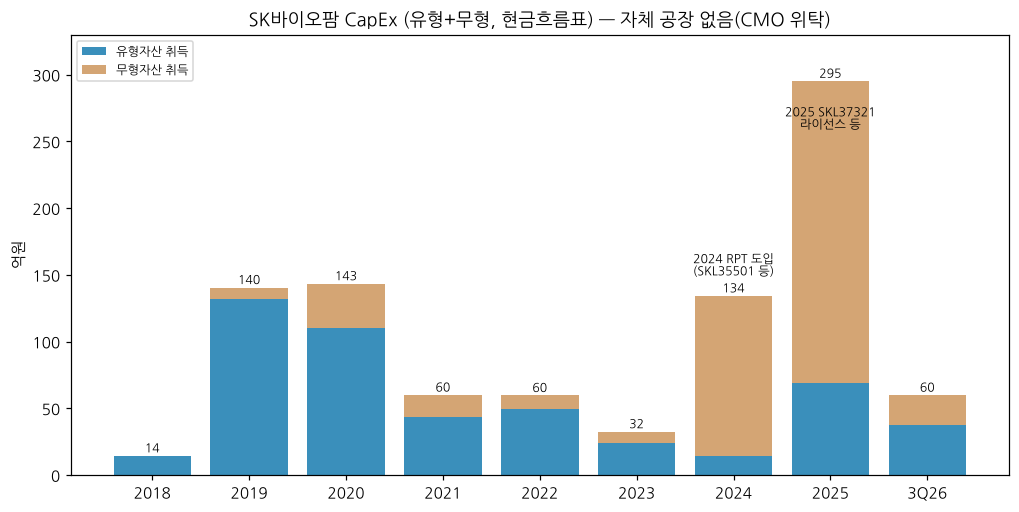 SK바이오팜 CapEx (유형+무형, 현금흐름표) — 자체 공장 없음(CMO 위탁)
유형자산 취득
무형자산 취득
억원
300
250
200
150
100
50
0
14
140
143
60
60
32
2024 RPT 도입
(SKL35501 등)
134
295
2025 SKL37321
라이선스 등
60
2018
2019
2020
2021
2022
2023
2024
2025
3Q26